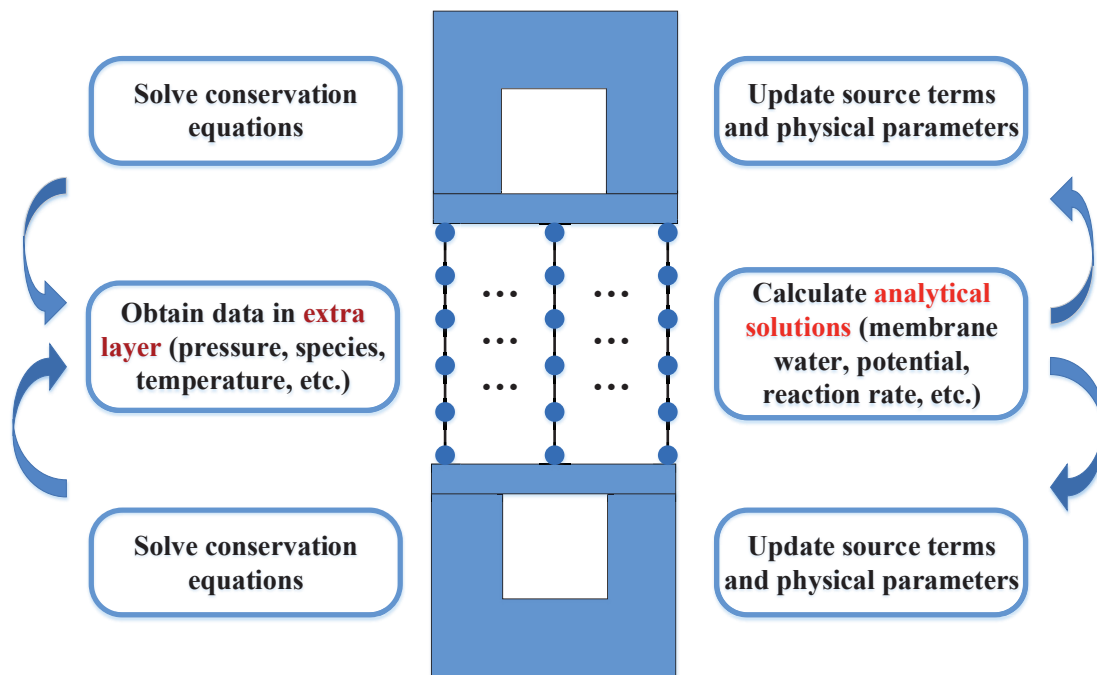 Solve conservation
equations
Update source terms
and physical parameters
Obtain data in extra
layer (pressure, species,
temperature, etc.)
... ...
... ...
... ...
Calculate analytical
solutions (membrane
water, potential,
reaction rate, etc.)
Solve conservation
equations
Update source terms
and physical parameters